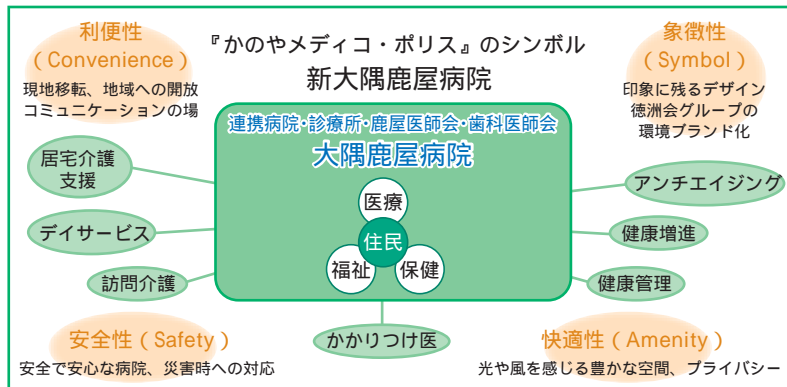 利便性
(Convenience)
現地移転、地域への開放
コミュニケーションの場
『かのやメディコ・ポリス』のシンボル
新大隅鹿屋病院
象徴性
(Symbol)
印象に残るデザイン
徳洲会グループの
環境ブランド化
連携病院・診療所・鹿屋医師会・歯科医師会
大隅鹿屋病院
居宅介護
支援
デイサービス
訪問介護
医療
住民
福祉
保健
アンチエイジング
健康増進
健康管理
かかりつけ医
安全性(Safety)
安全で安心な病院、災害時への対応
快適性(Amenity)
光や風を感じる豊かな空間、プライバシー